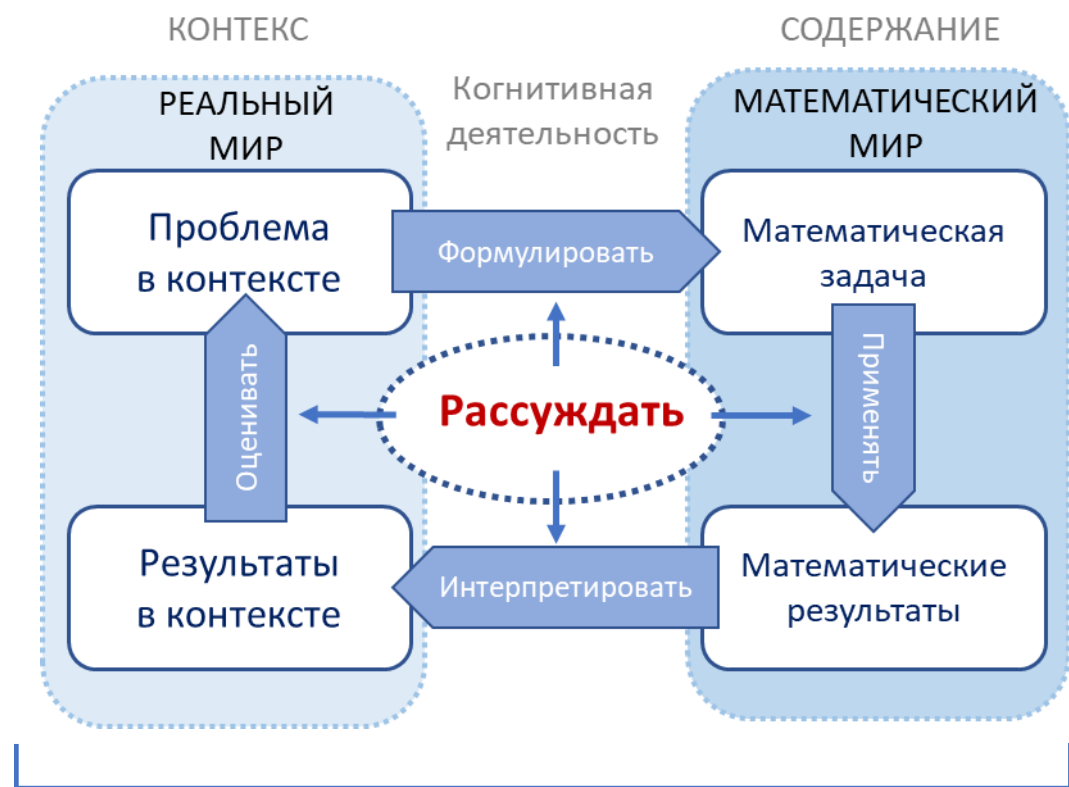 КОНТЕКС
СОДЕРЖАНИЕ
Когнитивная
деятельность
РЕАЛЬНЫЙ
МИР
МАТЕМАТИЧЕСКИЙ
МИР
Проблема
в контексте
Формулировать
Математическая
задача
Оценивать
Рассуждать
Применять
Результаты
в контексте
Интерпретировать
Математические
результаты